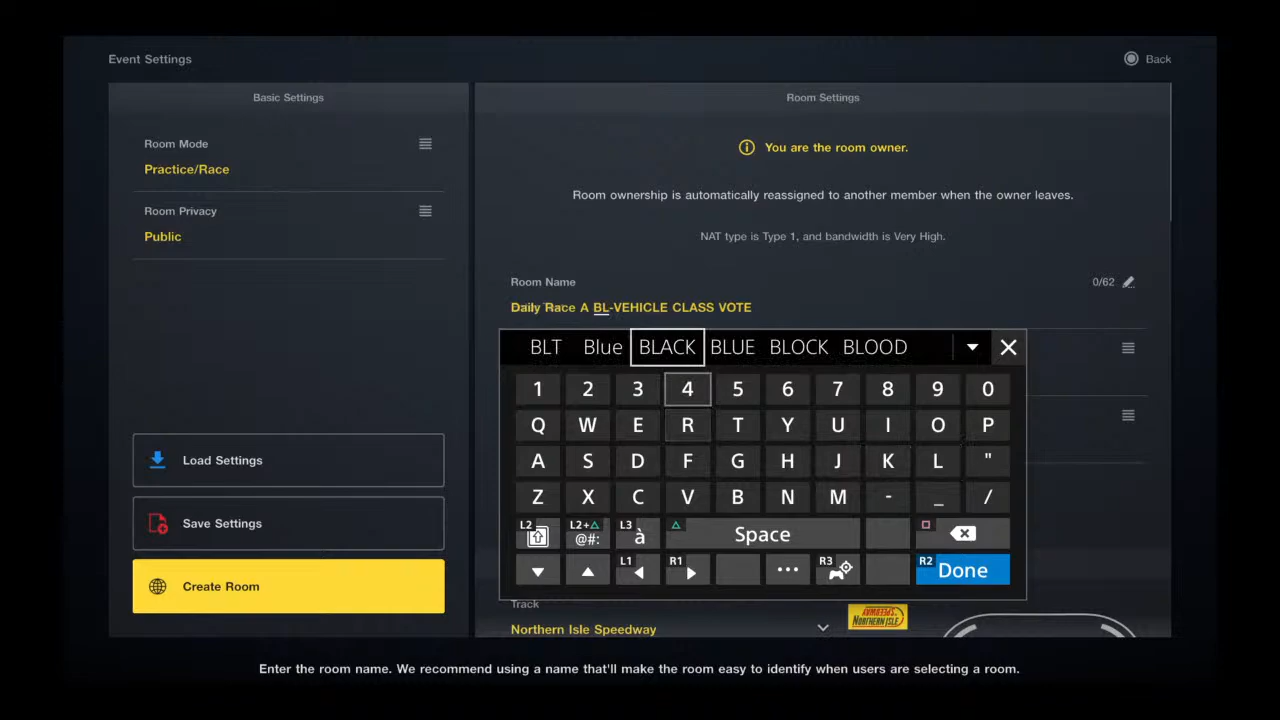 Event Settings
Back
Basic Settings
Room Mode
Practice/Race
Room Privacy
Public
Load Settings
Save Settings
Create Room
Room Settings
You are the room owner.
Room ownership is automatically reassigned to another member when the owner leaves.
NAT type is Type 1, and bandwidth is Very High.
Room Name
0/62
Daily Race A BL-VEHICLE CLASS VOTE
BLT Blue BLACK BLUE BLOCK BLOOD
1 2 3 4 5 6 7 8 9 0
Q W E R T Y U I O P
A S D F G H J K L "
Z X C V B N M - _ /
L2 L2+△ @#: L3 à △ Space □
L1 R1 ... R3 R2 Done
Track
Northern Isle Speedway
NORTHERN ISLE
SPEEDWAY
Enter the room name. We recommend using a name that'll make the room easy to identify when users are selecting a room.